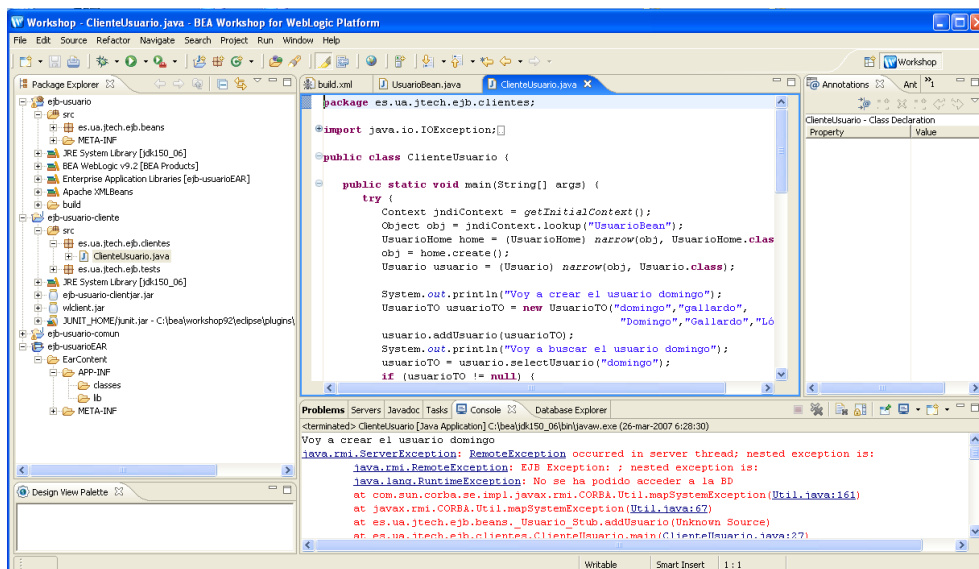 Workshop - ClienteUsuario.java - BEA Workshop for WebLogic Platform
File Edit Source Refactor Navigate Search Project Run Window Help
Workshop
Package Explorer
ejb-usuario
src
es.ua.jtech.ejb.beans
META-INF
JRE System Library [jdk150_06]
BEA WebLogic v9.2 [BEA Products]
Enterprise Application Libraries [ejb-usuarioEAR]
Apache XMLBeans
build
ejb-usuario-cliente
src
es.ua.jtech.ejb.clientes
ClienteUsuario.java
es.ua.jtech.ejb.tests
JRE System Library [jdk150_06]
ejb-usuario-clientjar.jar
wlclient.jar
JUNIT_HOME/junit.jar - C:\bea\workshop92\eclipse\plugins\
ejb-usuario-comun
ejb-usuarioEAR
EarContent
APP-INF
classes
lib
META-INF
Design View Palette
build.xml UsuarioBean.java ClienteUsuario.java
package es.ua.jtech.ejb.clientes;
import java.io.IOException;
public class ClienteUsuario {
public static void main(String[] args) {
try {
Context jndiContext = getInitialContext();
Object obj = jndiContext.lookup("UsuarioBean");
UsuarioHome home = (UsuarioHome) narrow(obj, UsuarioHome.clas
obj = home.create();
Usuario usuario = (Usuario) narrow(obj, Usuario.class);
System.out.println("Voy a crear el usuario domingo");
UsuarioTO usuarioTO = new UsuarioTO("domingo","gallardo",
"Domingo","Gallardo","Ló
usuario.addUsuario(usuarioTO);
System.out.println("Voy a buscar el usuario domingo");
usuarioTO = usuario.selectUsuario("domingo");
if (usuarioTO != null) {
Annotations Ant »1
ClienteUsuario - Class Declaration
Property Value
Problems Servers Javadoc Tasks Console Database Explorer
<terminated> ClienteUsuario [Java Application] C:\bea\jdk150_06\bin\javaw.exe (26-mar-2007 6:28:30)
Voy a crear el usuario domingo
java.rmi.ServerException: RemoteException occurred in server thread; nested exception is:
java.rmi.RemoteException: EJB Exception: ; nested exception is:
java.lang.RuntimeException: No se ha podido acceder a la BD
at com.sun.corba.se.impl.javax.rmi.CORBA.Util.mapSystemException(Util.java:161)
at javax.rmi.CORBA.Util.mapSystemException(Util.java:67)
at es.ua.jtech.ejb.beans._Usuario_Stub.addUsuario(Unknown Source)
at es.ua.jtech.ejb.clientes.ClienteUsuario.main(ClienteUsuario.java:27)
Writable Smart Insert 1 : 1